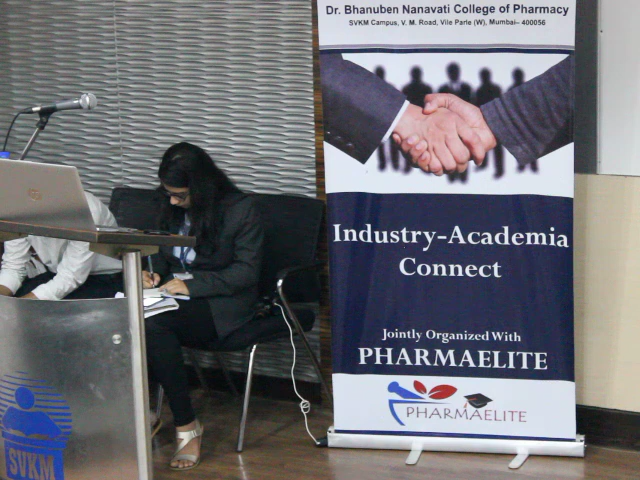 Dr. Bhanuben Nanavati College of Pharmacy
SVKM Campus, V. M. Road, Vile Parle (W), Mumbai– 400056
Industry-Academia
Connect
Jointly Organized With
PHARMAELITE
PHARMAELITE
SVKM